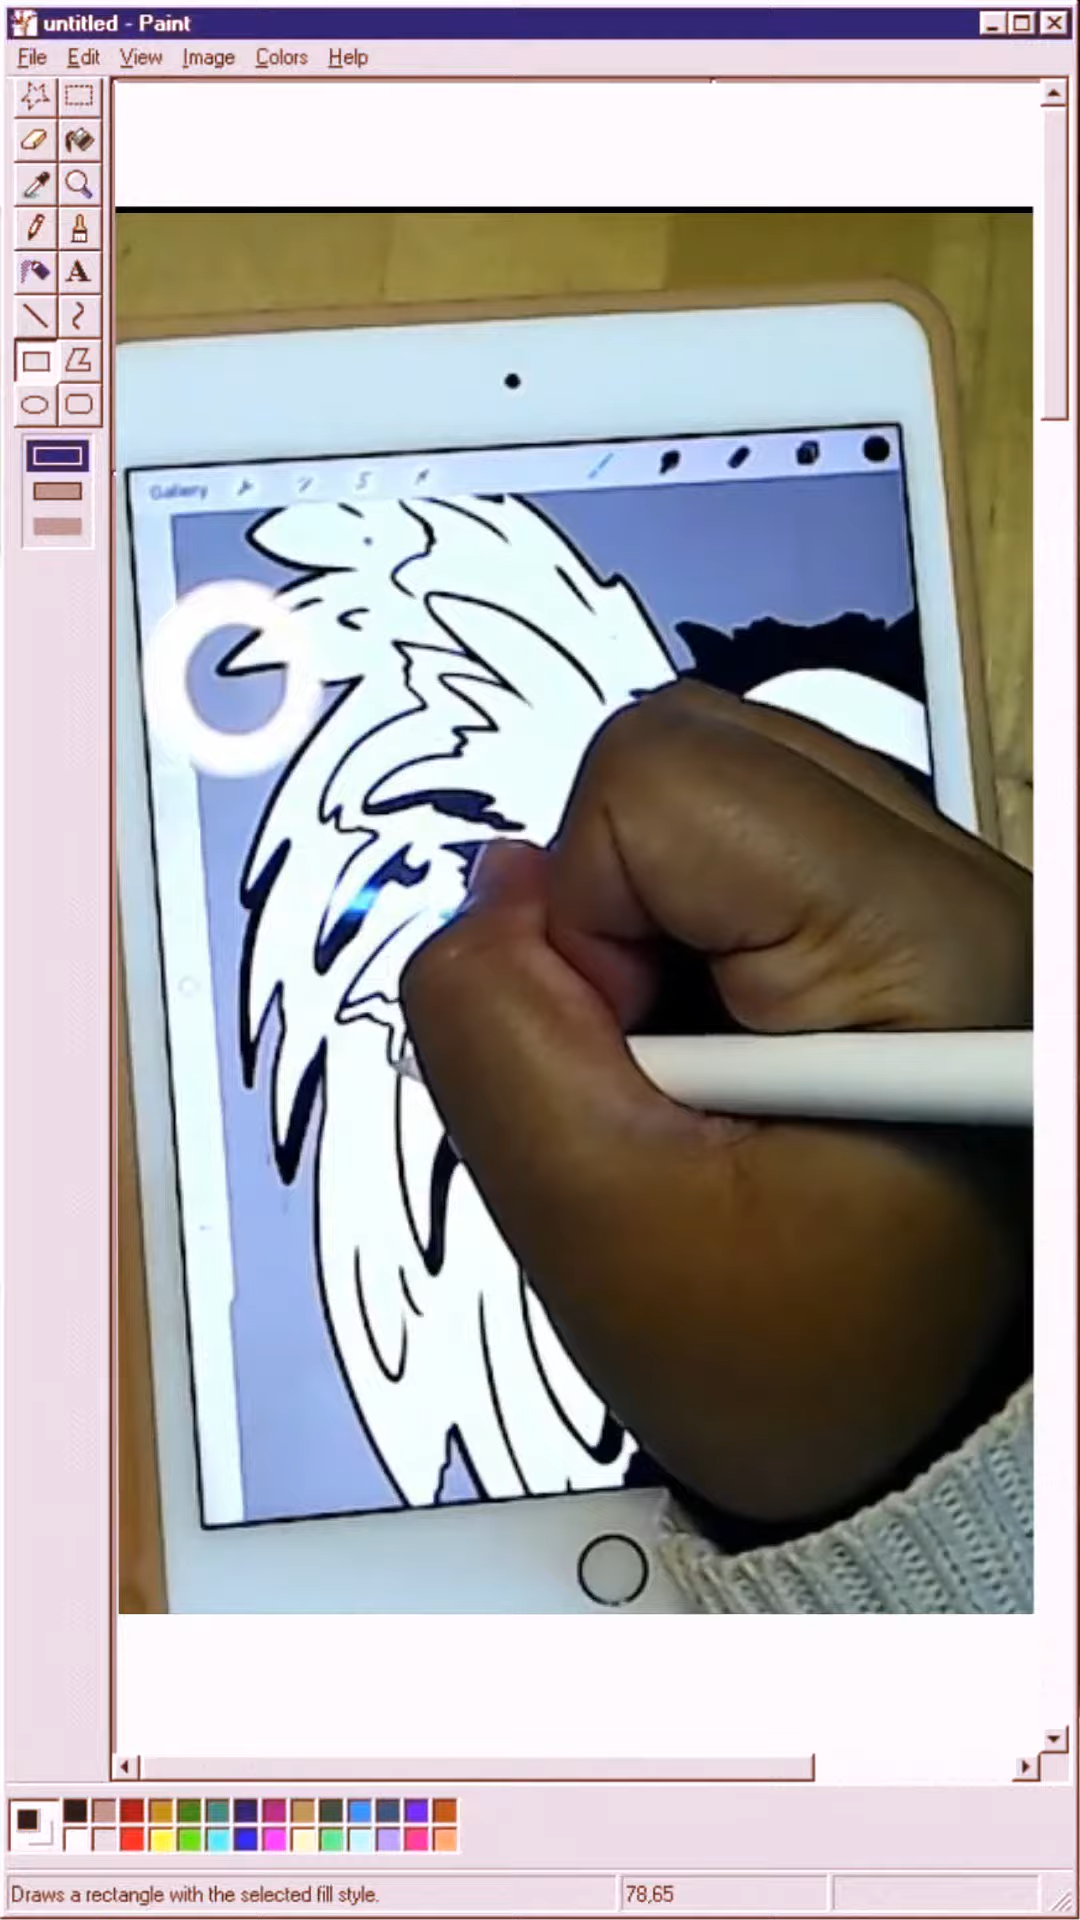 untitled - Paint
File Edit View Image Colors Help
A
Gallery
Draws a rectangle with the selected fill style.
78,65